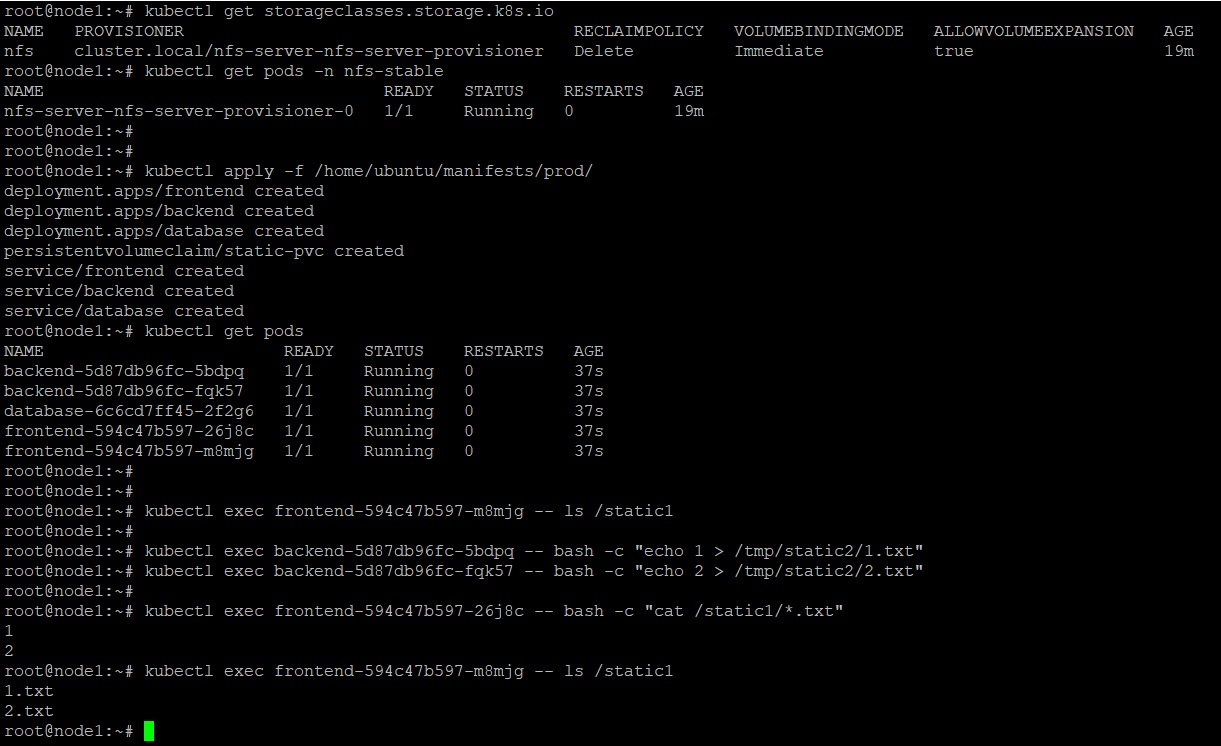 root@node1:~# kubectl get storageclasses.storage.k8s.io
NAME   PROVISIONER                                       RECLAIMPOLICY   VOLUMEBINDINGMODE   ALLOWVOLUMEEXPANSION   AGE
nfs    cluster.local/nfs-server-nfs-server-provisioner   Delete          Immediate           true                   19m
root@node1:~# kubectl get pods -n nfs-stable
NAME                                  READY   STATUS    RESTARTS   AGE
nfs-server-nfs-server-provisioner-0   1/1     Running   0          19m
root@node1:~#
root@node1:~#
root@node1:~# kubectl apply -f /home/ubuntu/manifests/prod/
deployment.apps/frontend created
deployment.apps/backend created
deployment.apps/database created
persistentvolumeclaim/static-pvc created
service/frontend created
service/backend created
service/database created
root@node1:~# kubectl get pods
NAME                        READY   STATUS    RESTARTS   AGE
backend-5d87db96fc-5bdpq    1/1     Running   0          37s
backend-5d87db96fc-fqk57    1/1     Running   0          37s
database-6c6cd7ff45-2f2g6   1/1     Running   0          37s
frontend-594c47b597-26j8c   1/1     Running   0          37s
frontend-594c47b597-m8mjg   1/1     Running   0          37s
root@node1:~#
root@node1:~#
root@node1:~# kubectl exec frontend-594c47b597-m8mjg -- ls /static1
root@node1:~#
root@node1:~# kubectl exec backend-5d87db96fc-5bdpq -- bash -c "echo 1 > /tmp/static2/1.txt"
root@node1:~# kubectl exec backend-5d87db96fc-fqk57 -- bash -c "echo 2 > /tmp/static2/2.txt"
root@node1:~#
root@node1:~# kubectl exec frontend-594c47b597-26j8c -- bash -c "cat /static1/*.txt"
1
2
root@node1:~# kubectl exec frontend-594c47b597-m8mjg -- ls /static1
1.txt
2.txt
root@node1:~#